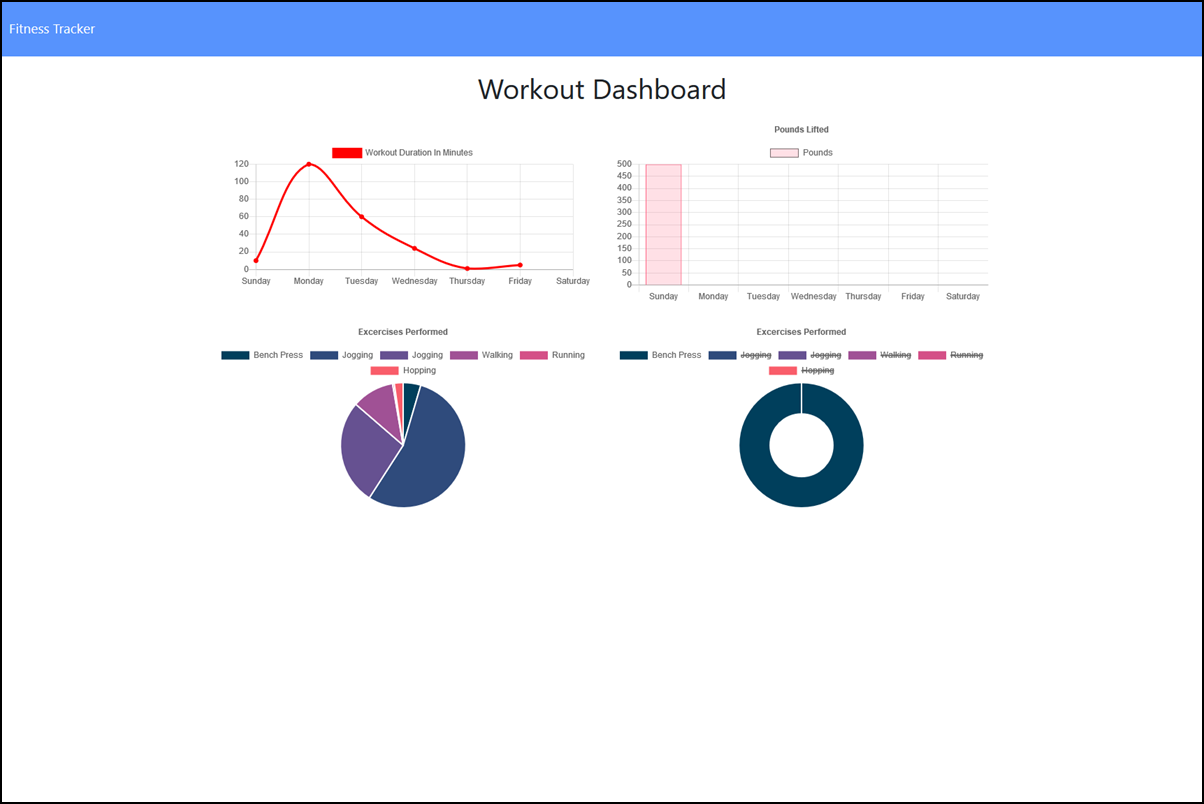 Fitness Tracker
Workout Dashboard
Workout Duration In Minutes
120
100
80
60
40
20
0
Sunday Monday Tuesday Wednesday Thursday Friday Saturday
Pounds Lifted
Pounds
500
450
400
350
300
250
200
150
100
50
0
Sunday Monday Tuesday Wednesday Thursday Friday Saturday
Excercises Performed
Bench Press Jogging Jogging Walking Running
Hopping
Excercises Performed
Bench Press Jogging Jogging Walking Running
Hopping